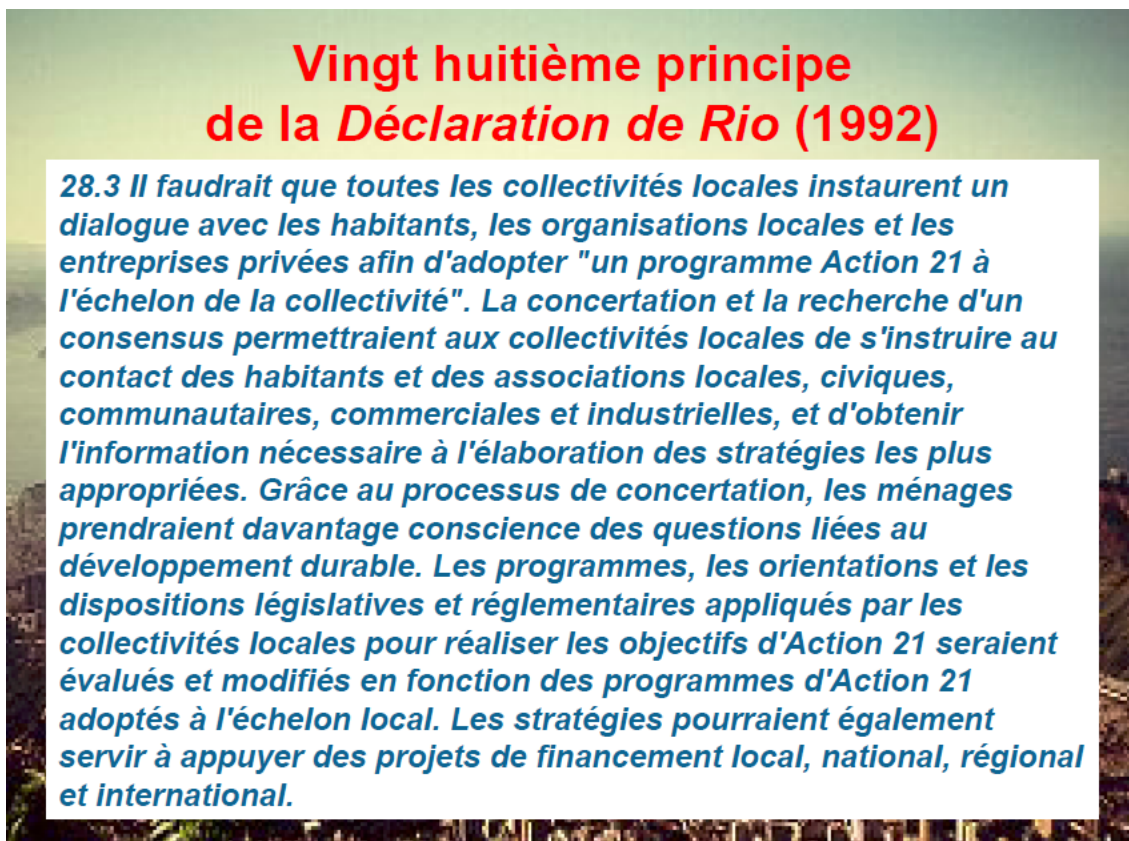 Vingt huitième principe
de la Déclaration de Rio (1992)
28.3 Il faudrait que toutes les collectivités locales instaurent un
dialogue avec les habitants, les organisations locales et les
entreprises privées afin d'adopter "un programme Action 21 à
l'échelon de la collectivité". La concertation et la recherche d'un
consensus permettraient aux collectivités locales de s'instruire au
contact des habitants et des associations locales, civiques,
communautaires, commerciales et industrielles, et d'obtenir
l'information nécessaire à l'élaboration des stratégies les plus
appropriées. Grâce au processus de concertation, les ménages
prendraient davantage conscience des questions liées au
développement durable. Les programmes, les orientations et les
dispositions législatives et réglementaires appliqués par les
collectivités locales pour réaliser les objectifs d'Action 21 seraient
évalués et modifiés en fonction des programmes d'Action 21
adoptés à l'échelon local. Les stratégies pourraient également
servir à appuyer des projets de financement local, national, régional
et international.